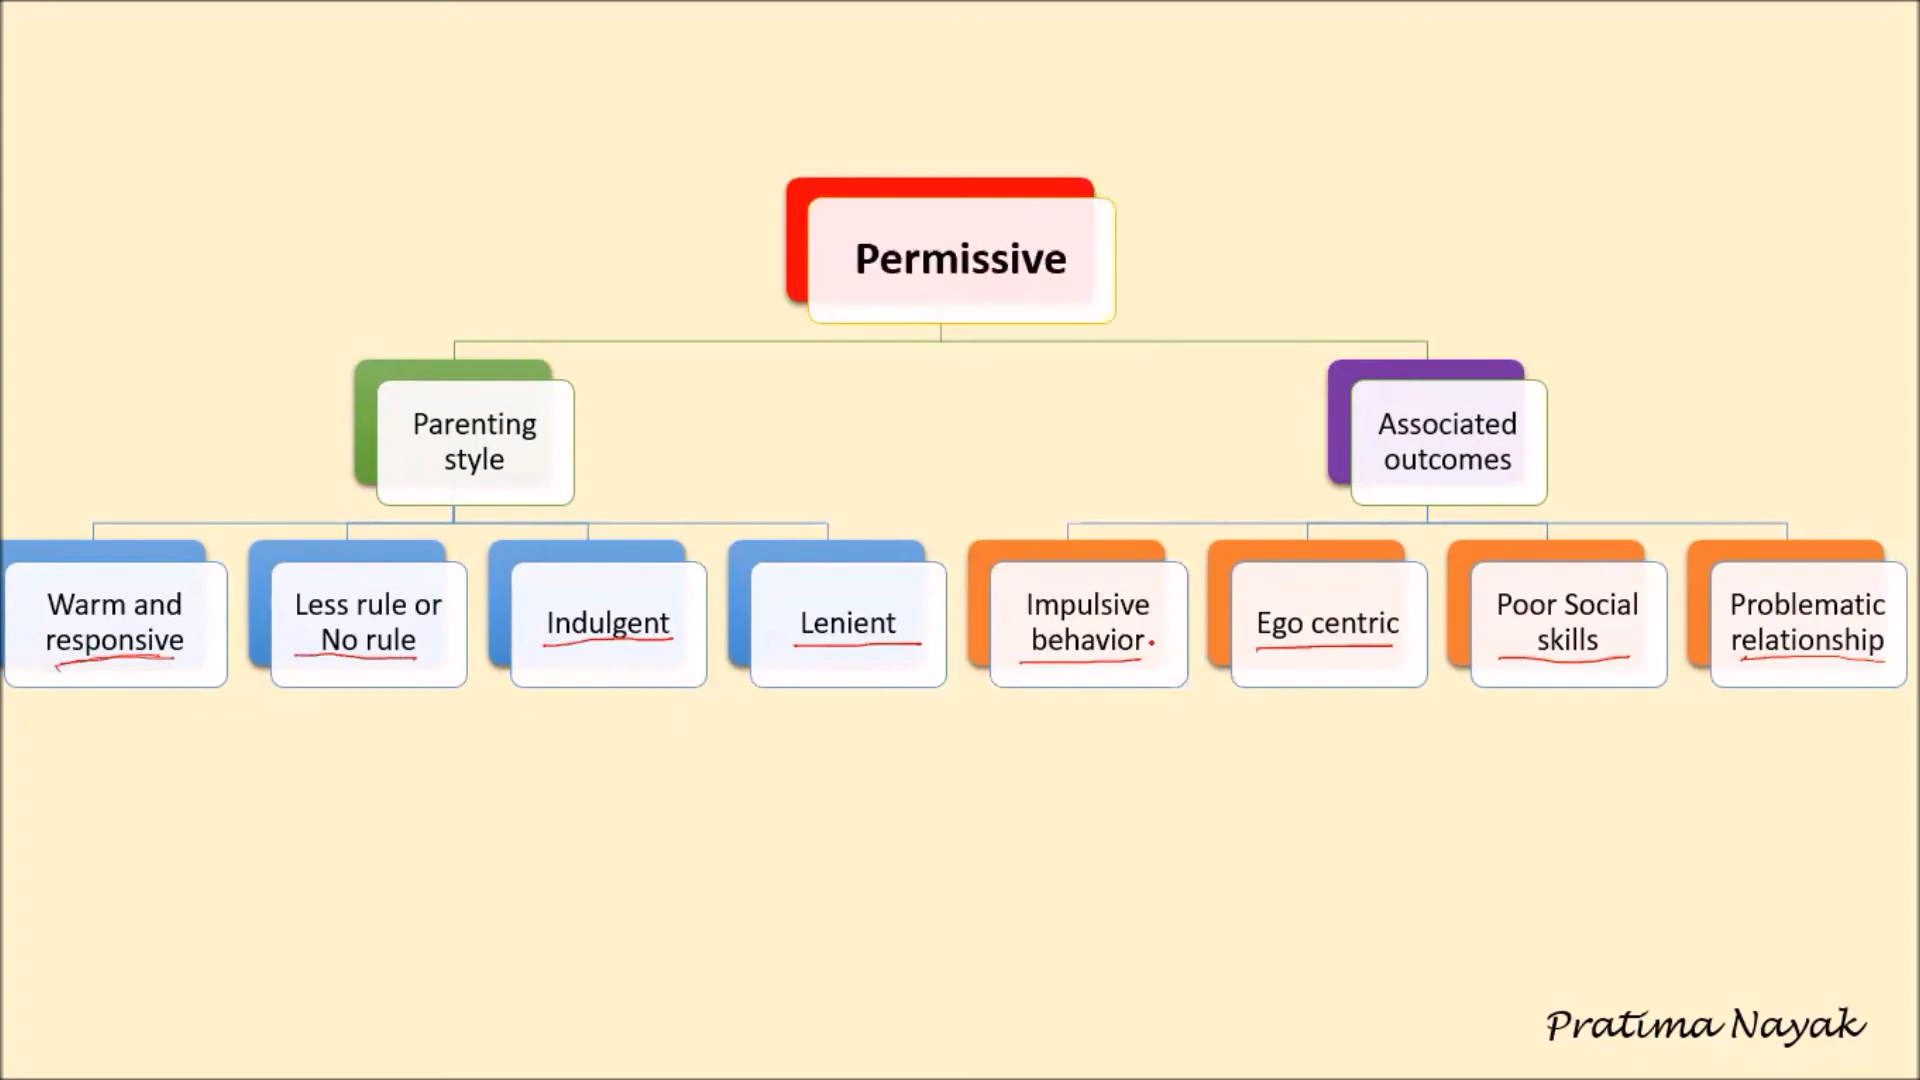 Permissive
Parenting
style
Associated
outcomes
Warm and
responsive
Less rule or
No rule
Indulgent
Lenient
Impulsive
behavior
Ego centric
Poor Social
skills
Problematic
relationship
Pratima Nayak